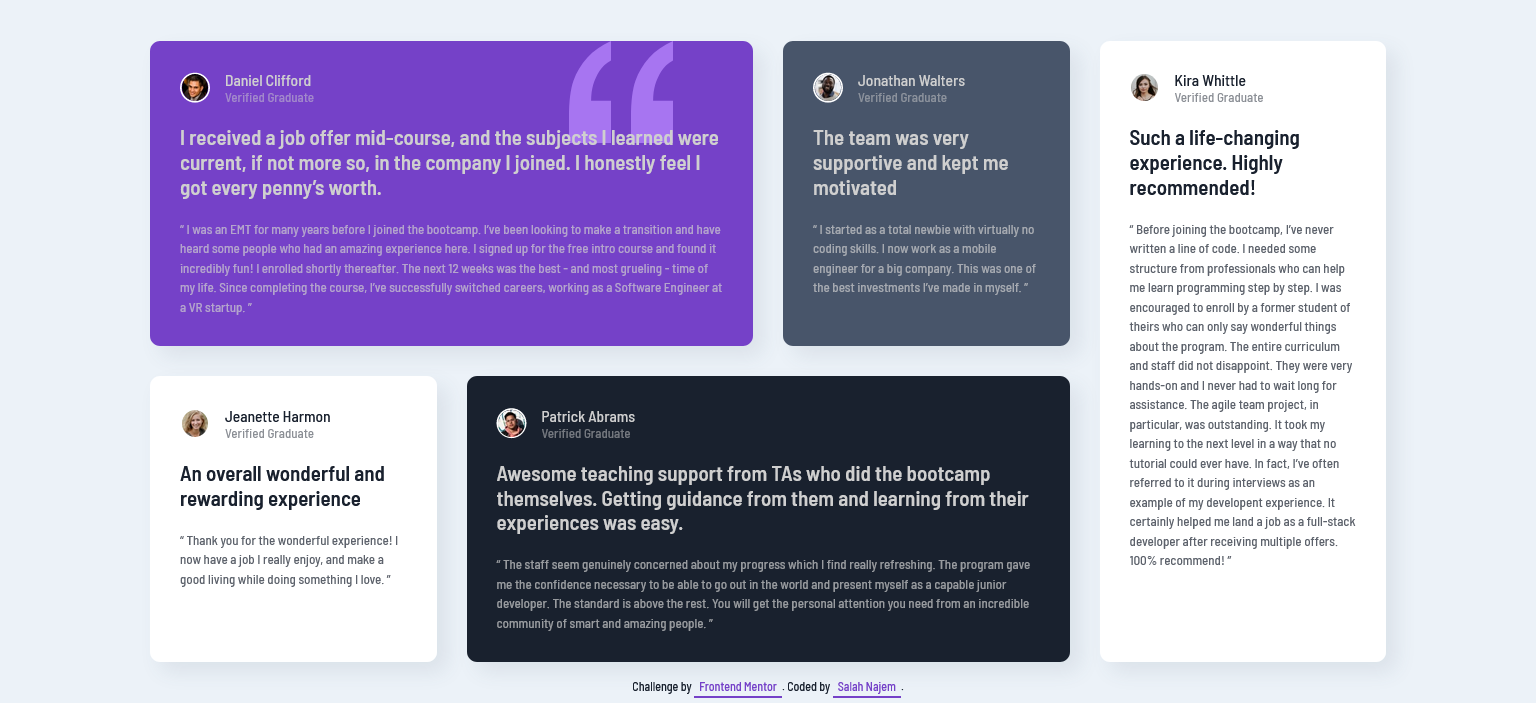 Daniel Clifford
Verified Graduate
I received a job offer mid-course, and the subjects I learned were
current, if not more so, in the company I joined. I honestly feel I
got every penny’s worth.
“ I was an EMT for many years before I joined the bootcamp. I’ve been looking to make a transition and have
heard some people who had an amazing experience here. I signed up for the free intro course and found it
incredibly fun! I enrolled shortly thereafter. The next 12 weeks was the best - and most grueling - time of
my life. Since completing the course, I’ve successfully switched careers, working as a Software Engineer at
a VR startup. ”
Jonathan Walters
Verified Graduate
The team was very
supportive and kept me
motivated
“ I started as a total newbie with virtually no
coding skills. I now work as a mobile
engineer for a big company. This was one of
the best investments I’ve made in myself. ”
Kira Whittle
Verified Graduate
Such a life-changing
experience. Highly
recommended!
“ Before joining the bootcamp, I’ve never
written a line of code. I needed some
structure from professionals who can help
me learn programming step by step. I was
encouraged to enroll by a former student of
theirs who can only say wonderful things
about the program. The entire curriculum
and staff did not disappoint. They were very
hands-on and I never had to wait long for
assistance. The agile team project, in
particular, was outstanding. It took my
learning to the next level in a way that no
tutorial could ever have. In fact, I’ve often
referred to it during interviews as an
example of my developent experience. It
certainly helped me land a job as a full-stack
developer after receiving multiple offers.
100% recommend! ”
Jeanette Harmon
Verified Graduate
An overall wonderful and
rewarding experience
“ Thank you for the wonderful experience! I
now have a job I really enjoy, and make a
good living while doing something I love. ”
Patrick Abrams
Verified Graduate
Awesome teaching support from TAs who did the bootcamp
themselves. Getting guidance from them and learning from their
experiences was easy.
“ The staff seem genuinely concerned about my progress which I find really refreshing. The program gave
me the confidence necessary to be able to go out in the world and present myself as a capable junior
developer. The standard is above the rest. You will get the personal attention you need from an incredible
community of smart and amazing people. ”
Challenge by Frontend Mentor . Coded by Salah Najem .